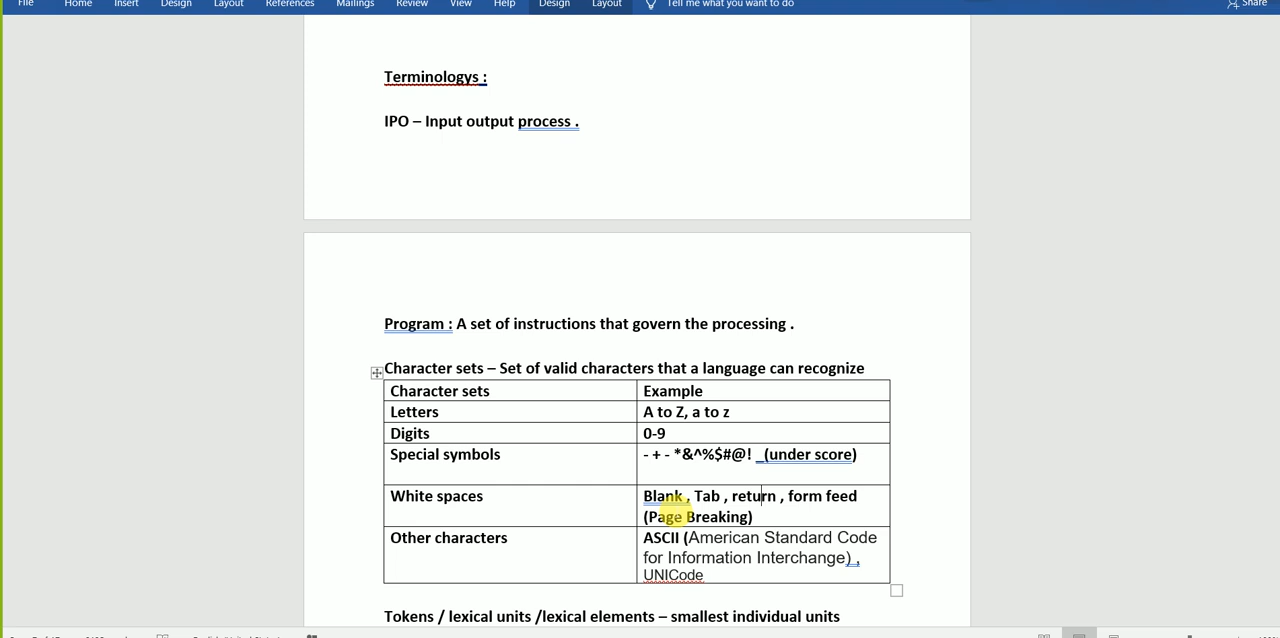 File Home Insert Design Layout References Mailings Review View Help Design Layout Tell me what you want to do Share
Terminologys :
IPO – Input output process .
Program : A set of instructions that govern the processing .
Character sets – Set of valid characters that a language can recognize
Character sets Example
Letters A to Z, a to z
Digits 0-9
Special symbols - + - *&^%$#@! _(under score)
White spaces Blank , Tab , return , form feed
(Page Breaking)
Other characters ASCII (American Standard Code
for Information Interchange) ,
UNICode
Tokens / lexical units /lexical elements – smallest individual units